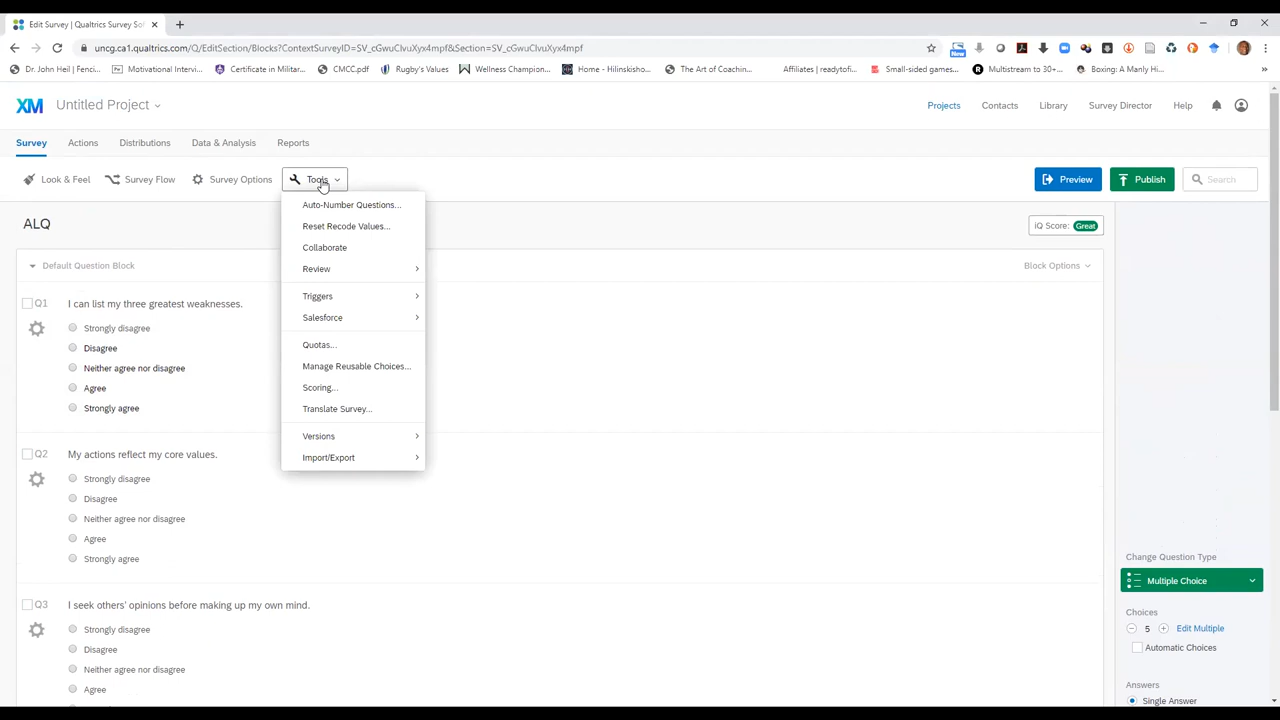 Edit Survey | Qualtrics Survey Sof
uncg.ca1.qualtrics.com/Q/EditSection/Blocks?ContextSurveyID=SV_cGwuClvuXyx4mpf&Section=SV_cGwuClvuXyx4mpf
New
Dr. John Heil | Fenci... Motivational Intervi... Certificate in Militar... CMCC.pdf Rugby's Values Wellness Champion... Home - Hilinskisho... The Art of Coachin... Affiliates | readytofi... Small-sided games... Multistream to 30+... Boxing: A Manly Hi...
XM Untitled Project Projects Contacts Library Survey Director Help
Survey Actions Distributions Data & Analysis Reports
Look & Feel Survey Flow Survey Options Tools Preview Publish Search
Auto-Number Questions...
Reset Recode Values...
Collaborate
Review
Triggers
Salesforce
Quotas...
Manage Reusable Choices...
Scoring...
Translate Survey...
Versions
Import/Export
ALQ iQ Score: Great
Default Question Block Block Options
Q1 I can list my three greatest weaknesses.
Strongly disagree
Disagree
Neither agree nor disagree
Agree
Strongly agree
Q2 My actions reflect my core values.
Strongly disagree
Disagree
Neither agree nor disagree
Agree
Strongly agree
Q3 I seek others' opinions before making up my own mind.
Strongly disagree
Disagree
Neither agree nor disagree
Agree
Change Question Type
Multiple Choice
Choices
5 Edit Multiple
Automatic Choices
Answers
Single Answer